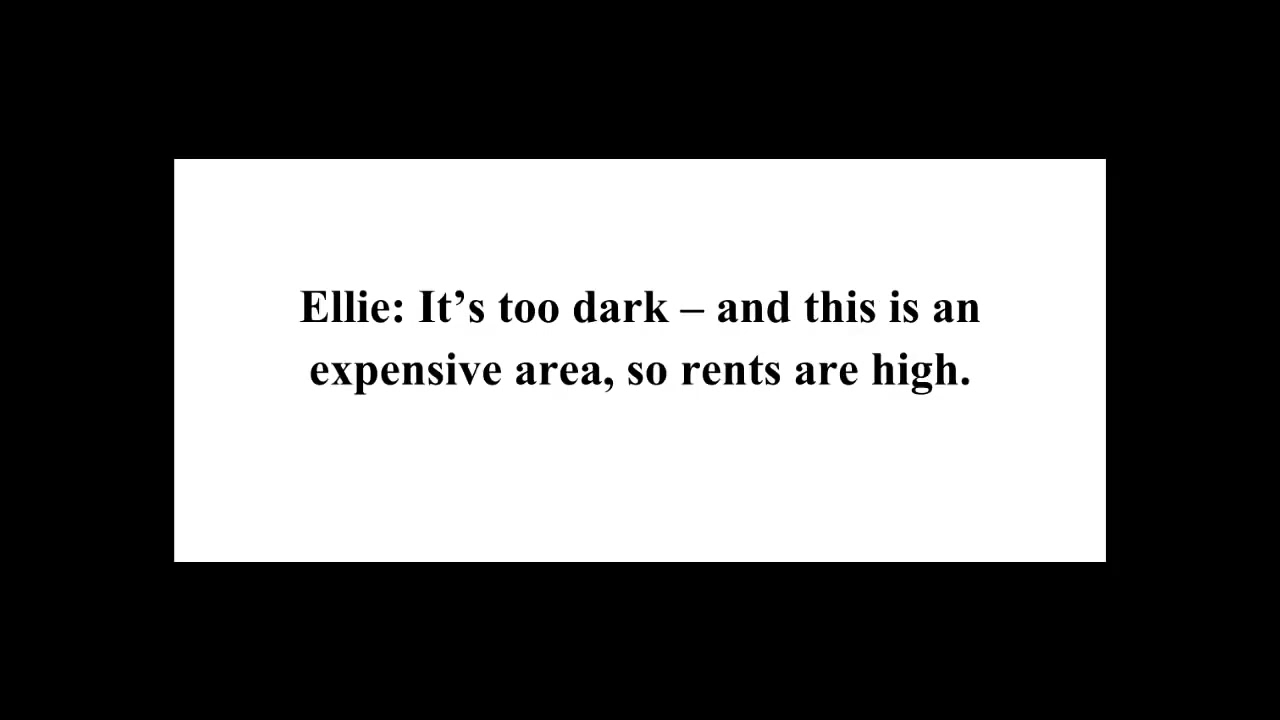 Ellie: It’s too dark – and this is an
expensive area, so rents are high.